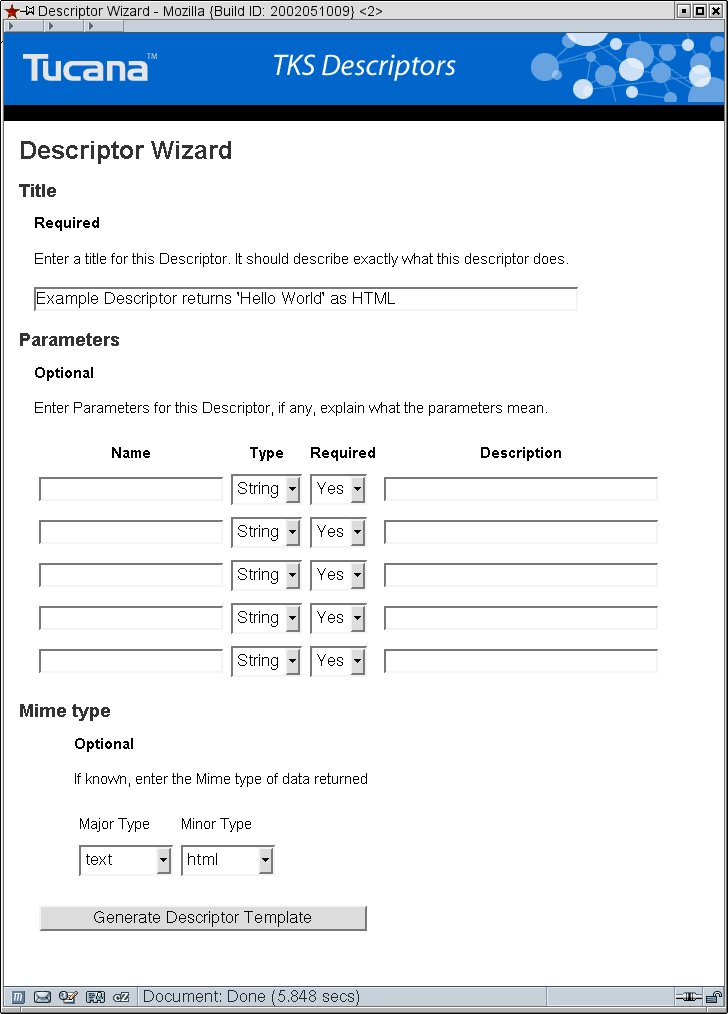 Descriptor Wizard - Mozilla {Build ID: 2002051009} <2>
Tucana™
TKS Descriptors
Descriptor Wizard
Title
Required
Enter a title for this Descriptor. It should describe exactly what this descriptor does.
Example Descriptor returns 'Hello World' as HTML
Parameters
Optional
Enter Parameters for this Descriptor, if any, explain what the parameters mean.
Name Type Required Description
String Yes
String Yes
String Yes
String Yes
String Yes
Mime type
Optional
If known, enter the Mime type of data returned
Major Type Minor Type
text html
Generate Descriptor Template
Document: Done (5.848 secs)